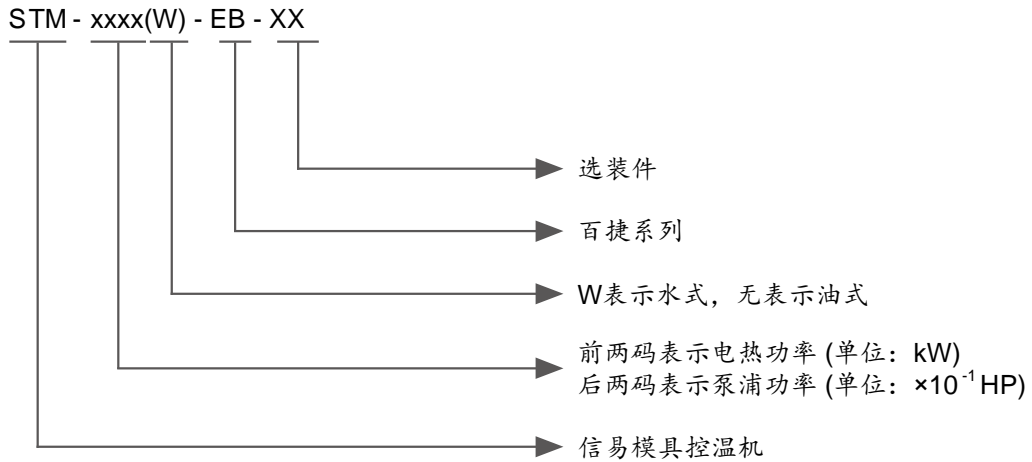 STM - xxxx(W) - EB - XX
选装件
百捷系列
W表示水式，无表示油式
前两码表示电热功率 (单位：kW)
后两码表示泵浦功率 (单位：×10⁻¹HP)
信易模具控温机